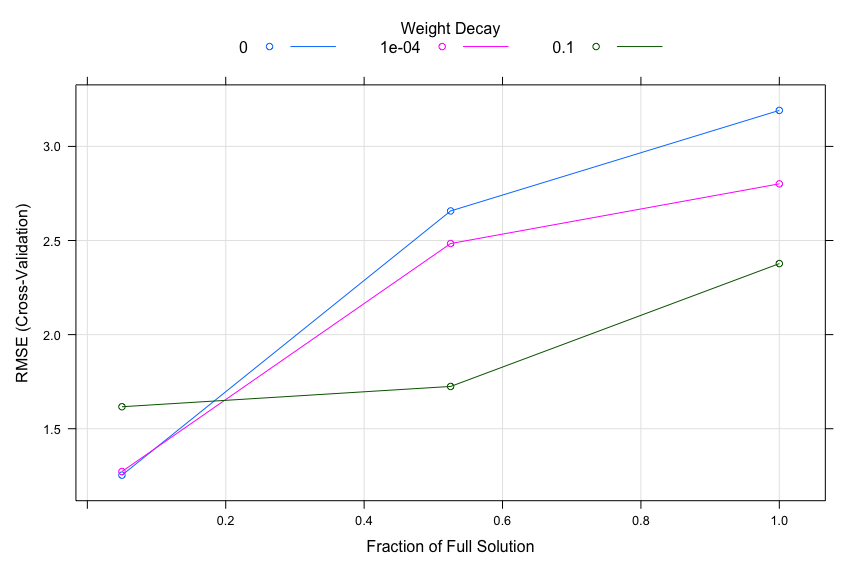 Weight Decay
0 1e-04 0.1
RMSE (Cross-Validation)
3.0
2.5
2.0
1.5
0.2 0.4 0.6 0.8 1.0
Fraction of Full Solution